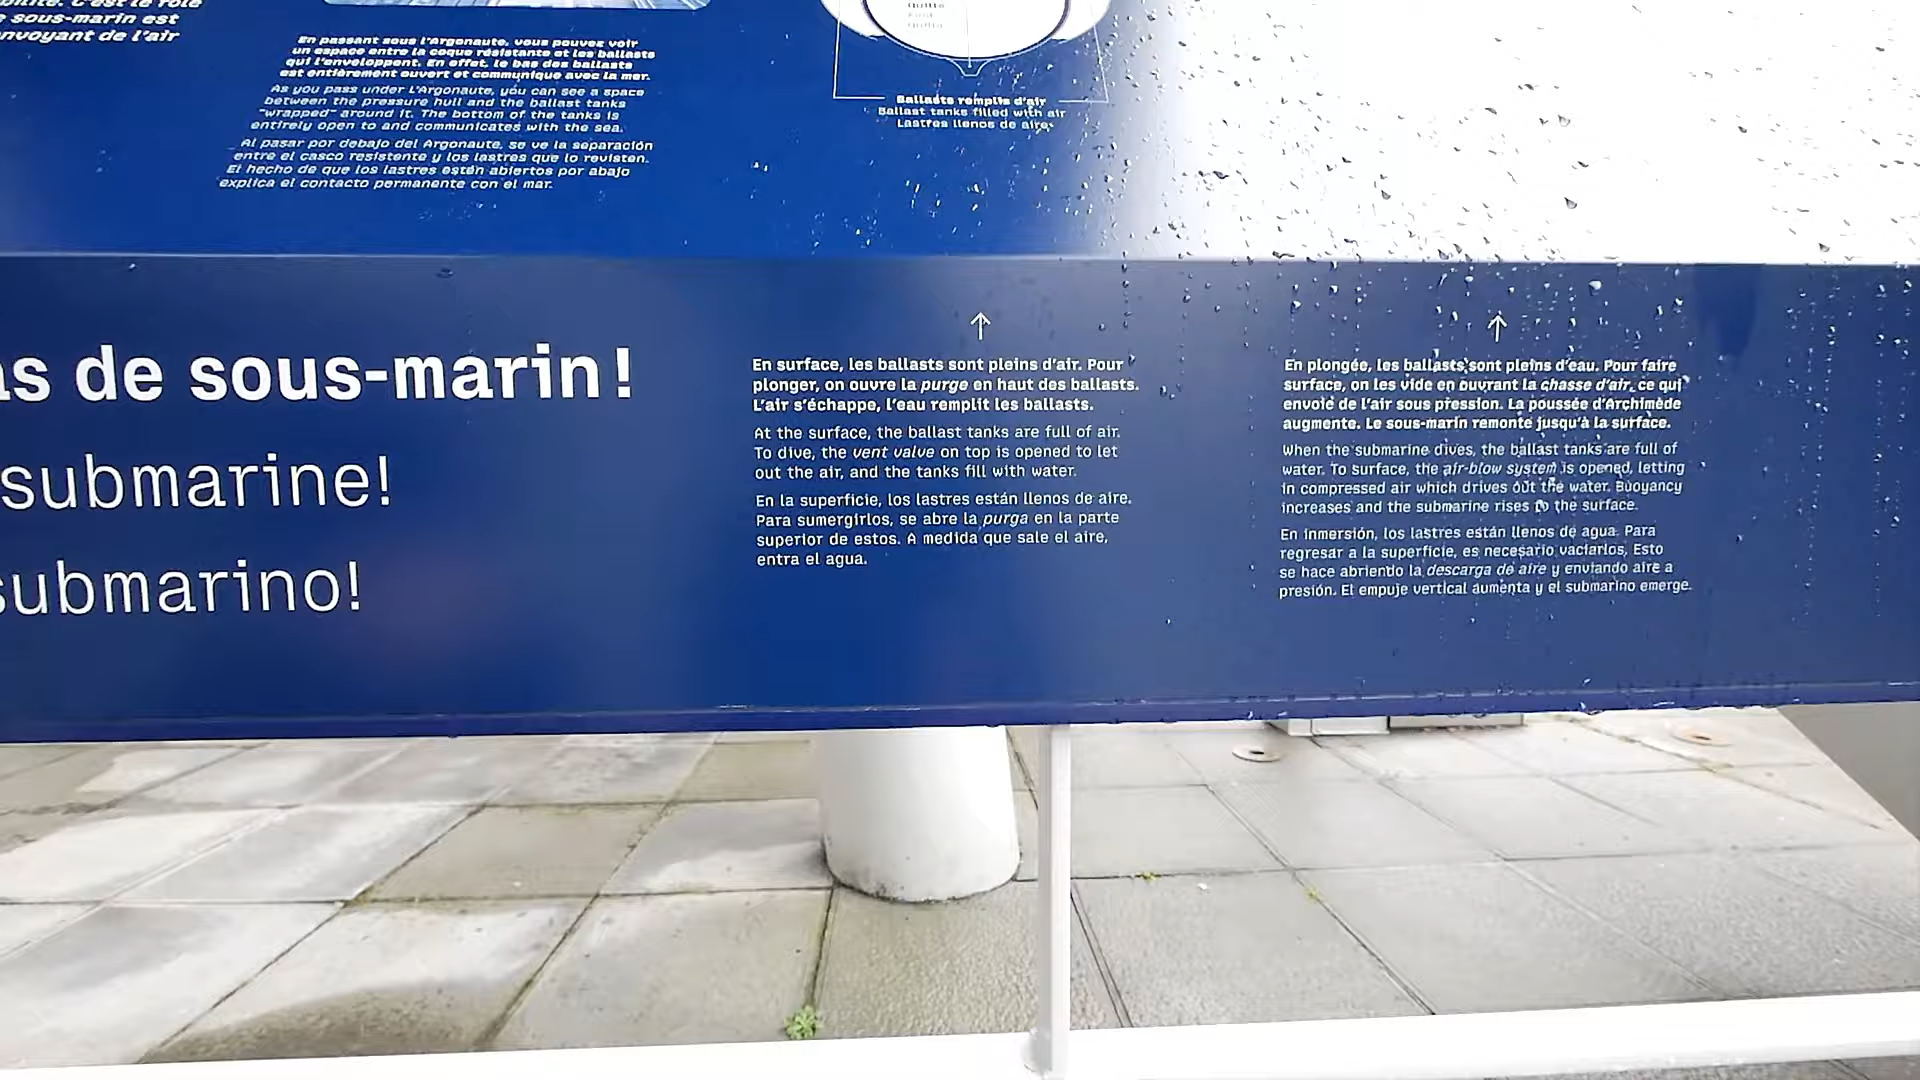 bilité. C'est le rôle
e sous-marin est
envoyant de l'air
En passant sous l'Argonaute, vous pouvez voir
un espace entre la coque résistante et les ballasts
qui l'enveloppent. En effet, le bas des ballasts
est entièrement ouvert et communique avec la mer.
As you pass under L'Argonaute, you can see a space
between the pressure hull and the ballast tanks
"wrapped" around it. The bottom of the tanks is
entirely open to and communicates with the sea.
Al pasar por debajo del Argonaute, se ve la separación
entre el casco resistente y los lastres que lo revisten.
El hecho de que los lastres estén abiertos por abajo
explica el contacto permanente con el mar.
Quille
Keel
Quilla
Ballasts remplis d'air
Ballast tanks filled with air
Lastres llenos de aire
as de sous-marin !
submarine!
submarino!
En surface, les ballasts sont pleins d'air. Pour
plonger, on ouvre la purge en haut des ballasts.
L'air s'échappe, l'eau remplit les ballasts.
At the surface, the ballast tanks are full of air.
To dive, the vent valve on top is opened to let
out the air, and the tanks fill with water.
En la superficie, los lastres están llenos de aire.
Para sumergirlos, se abre la purga en la parte
superior de estos. A medida que sale el aire,
entra el agua.
En plongée, les ballasts sont pleins d'eau. Pour faire
surface, on les vide en ouvrant la chasse d'air, ce qui
envoie de l'air sous pression. La poussée d'Archimède
augmente. Le sous-marin remonte jusqu'à la surface.
When the submarine dives, the ballast tanks are full of
water. To surface, the air-blow system is opened, letting
in compressed air which drives out the water. Buoyancy
increases and the submarine rises to the surface.
En inmersión, los lastres están llenos de agua. Para
regresar a la superficie, es necesario vaciarlos. Esto
se hace abriendo la descarga de aire y enviando aire a
presión. El empuje vertical aumenta y el submarino emerge.